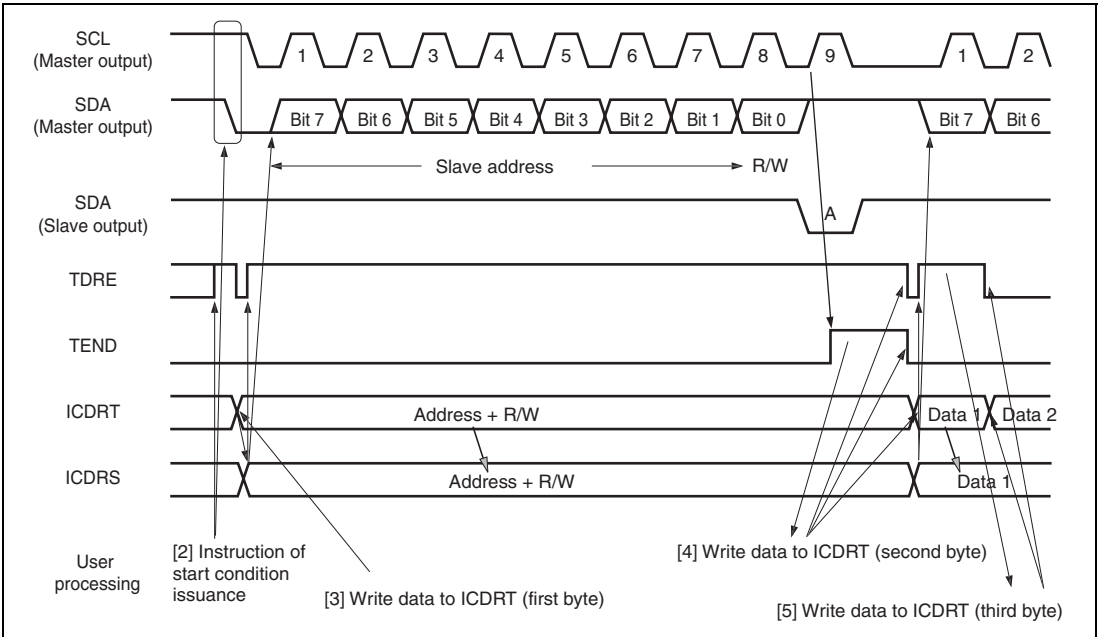 SCL
(Master output)
1 2 3 4 5 6 7 8 9 1 2
SDA
(Master output)
Bit 7 Bit 6 Bit 5 Bit 4 Bit 3 Bit 2 Bit 1 Bit 0 Bit 7 Bit 6
Slave address R/W
SDA
(Slave output)
A
TDRE
TEND
ICDRT
Address + R/W Data 1 Data 2
ICDRS
Address + R/W Data 1
User
processing
[2] Instruction of
start condition
issuance
[3] Write data to ICDRT (first byte)
[4] Write data to ICDRT (second byte)
[5] Write data to ICDRT (third byte)